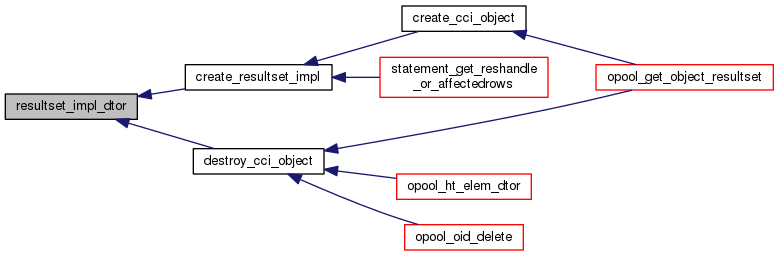 create_cci_object
create_resultset_impl
statement_get_reshandle
_or_affectedrows
opool_get_object_resultset
resultset_impl_dtor
destroy_cci_object
opool_ht_elem_dtor
opool_oid_delete